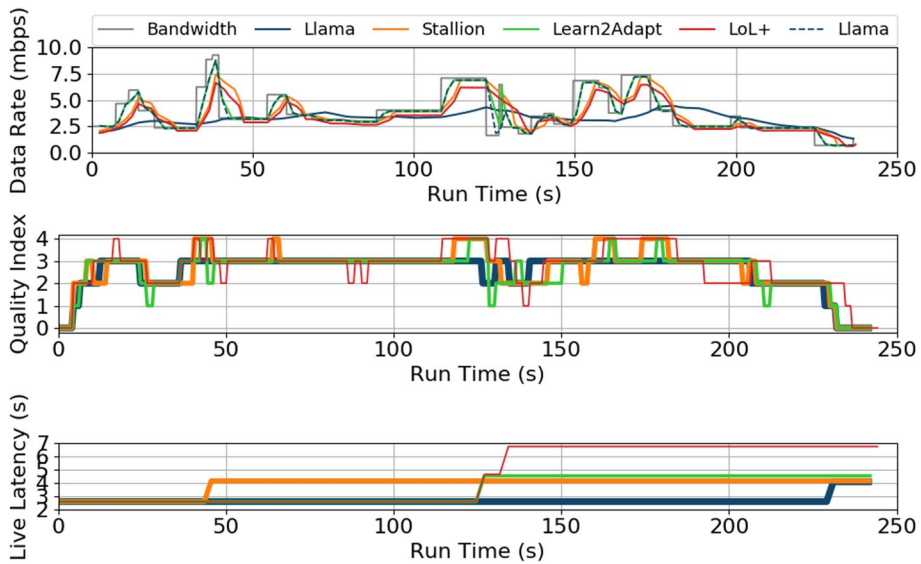 Bandwidth Llama Stallion Learn2Adapt LoL+ Llama
Data Rate (mbps)
10.0
7.5
5.0
2.5
0.0
0 50 100 150 200 250
Run Time (s)
Quality Index
4
3
2
1
0
0 50 100 150 200 250
Run Time (s)
Live Latency (s)
7
6
5
4
3
2
0 50 100 150 200 250
Run Time (s)